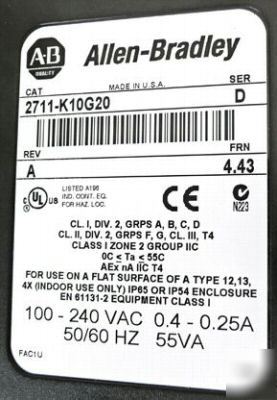 A-B
QUALITY
Allen-Bradley
MADE IN U.S.A.
CAT SER
2711-K10G20 D
REV FRN
A 4.43
C UL US LISTED A196
IND. CONT. EQ.
FOR HAZ. LOC.
CE
N223
CL. I, DIV. 2, GRPS A, B, C, D
CL. II, DIV. 2, GRPS F, G, CL. III, T4
CLASS I ZONE 2 GROUP IIC
0C ≤ Ta ≤ 55C
AEx nA IIC T4
FOR USE ON A FLAT SURFACE OF A TYPE 12,13,
4X (INDOOR USE ONLY) IP65 OR IP54 ENCLOSURE
EN 61131-2 EQUIPMENT CLASS I
100 - 240 VAC 0.4 - 0.25A
50/60 HZ 55VA
FAC1U